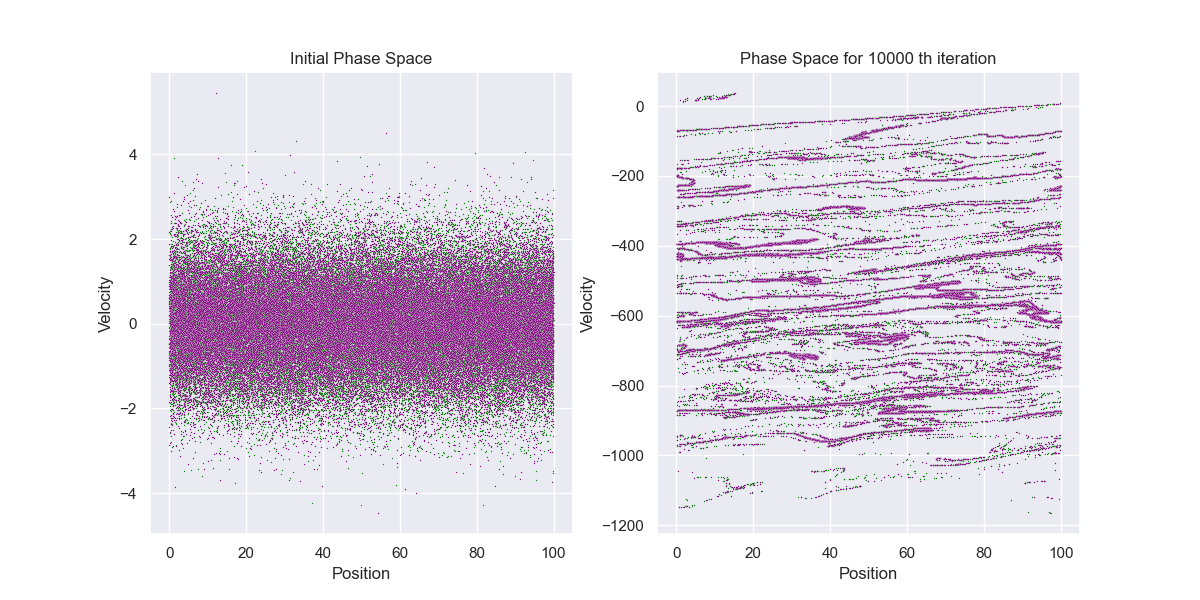 Initial Phase Space
Velocity
4
2
0
−2
−4
0 20 40 60 80 100
Position
Phase Space for 10000 th iteration
Velocity
0
−200
−400
−600
−800
−1000
−1200
0 20 40 60 80 100
Position